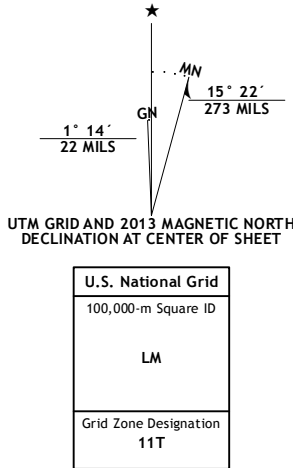 ★
MN
GN
15° 22´
273 MILS
1° 14´
22 MILS
UTM GRID AND 2013 MAGNETIC NORTH
DECLINATION AT CENTER OF SHEET
U.S. National Grid
100,000-m Square ID
LM
Grid Zone Designation
11T